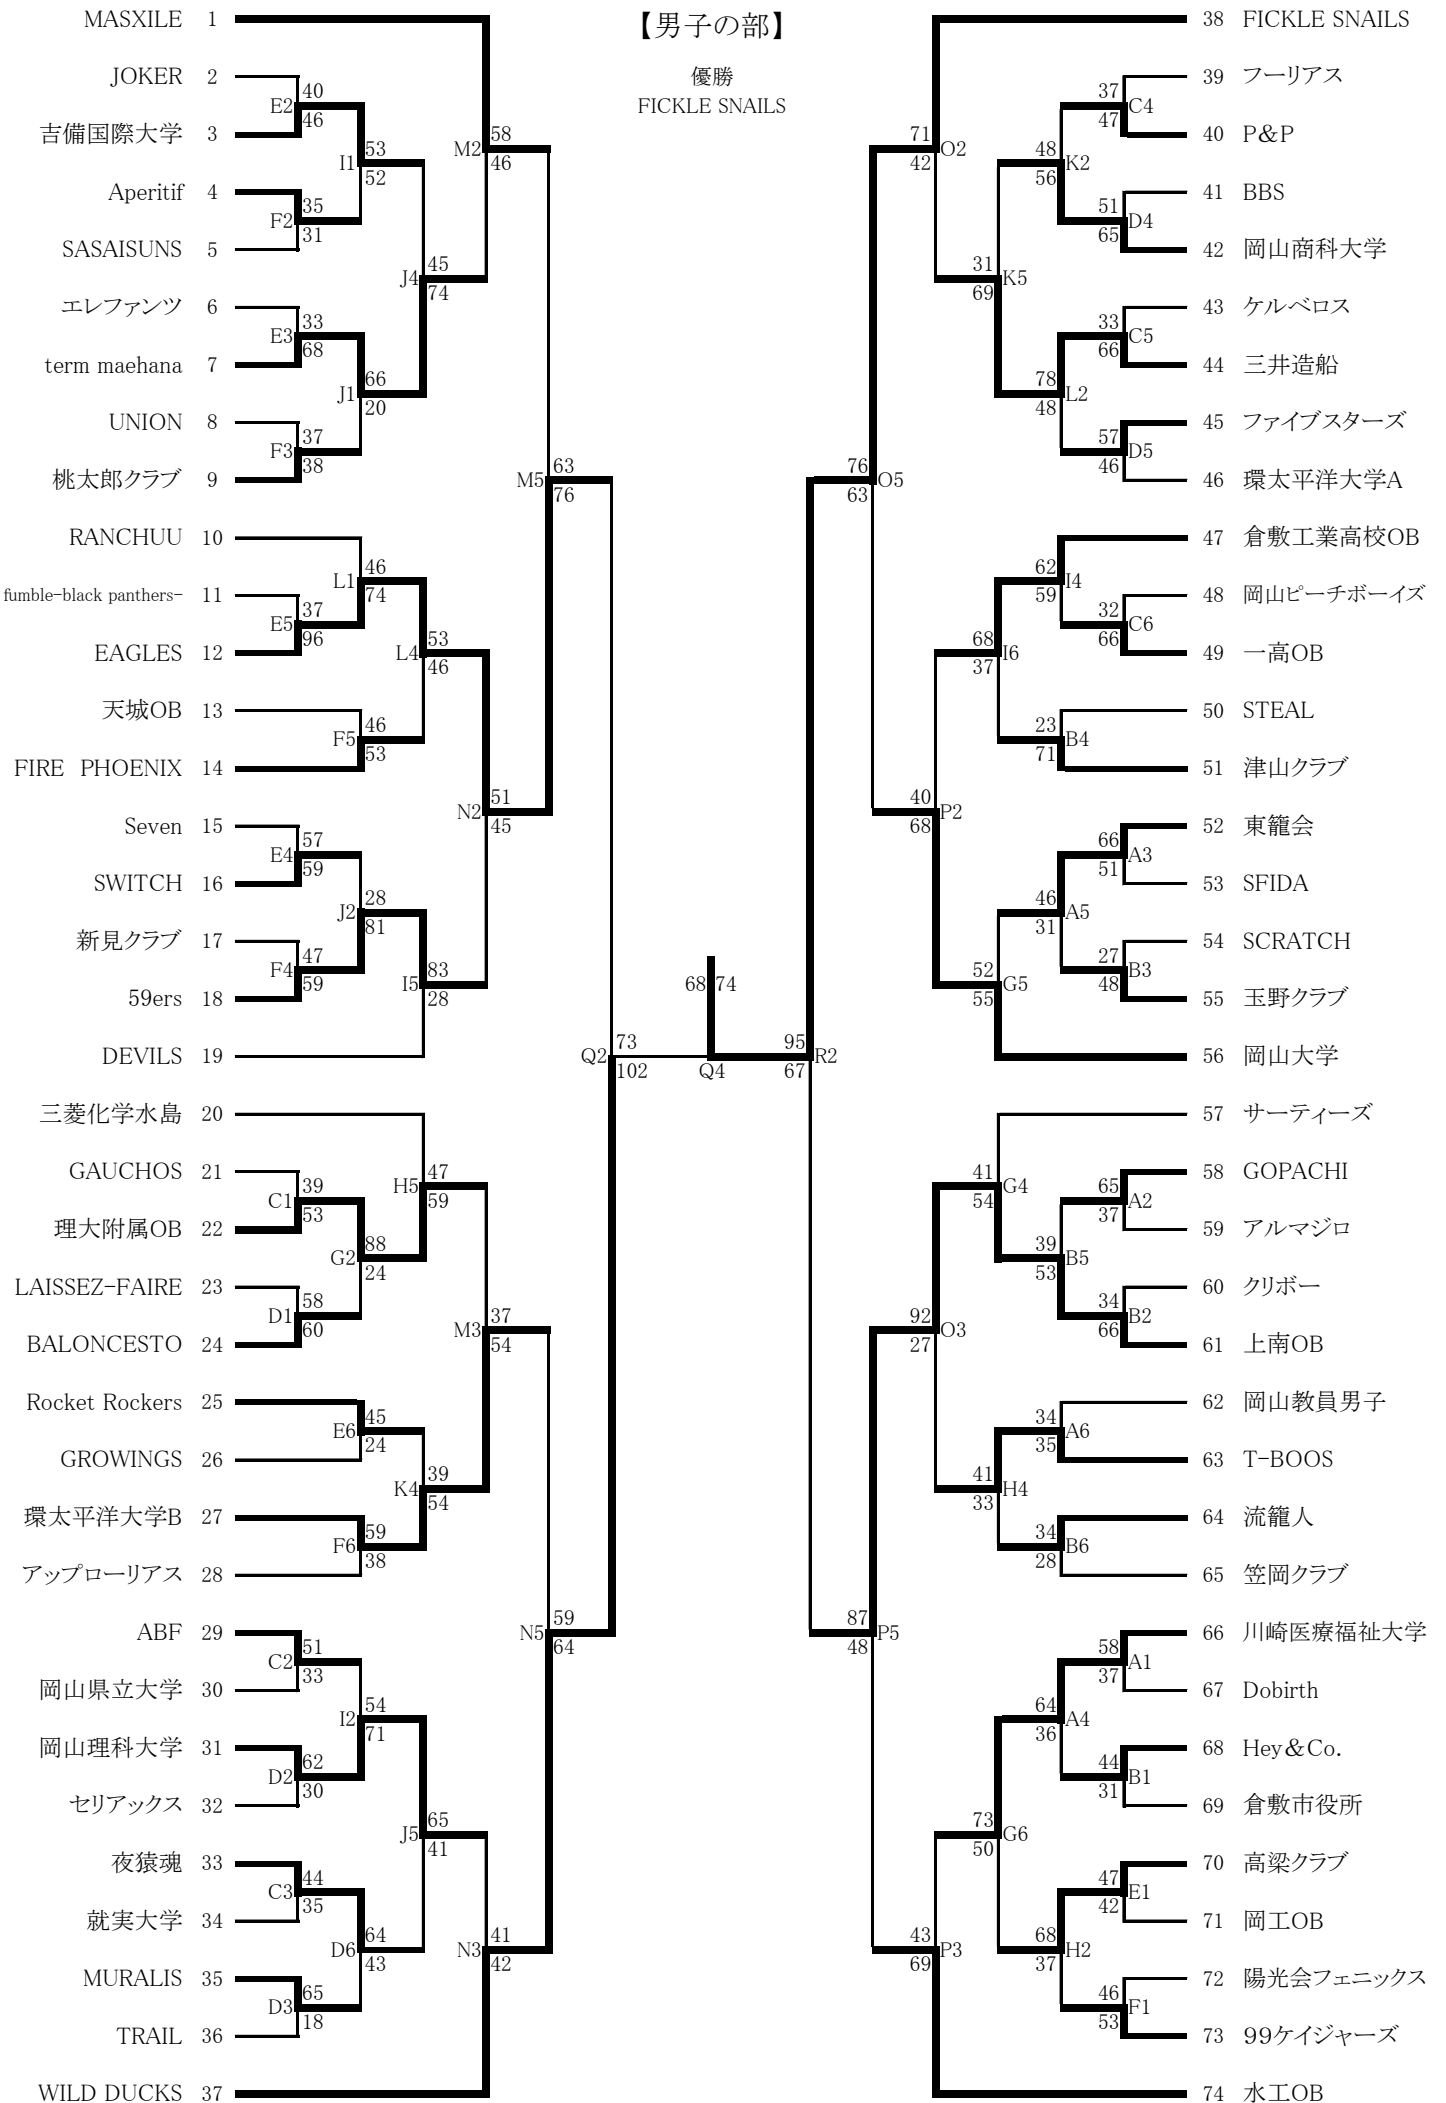 【男子の部】
優勝
FICKLE SNAILS
MASXILE 1
JOKER 2
E2 40
46
吉備国際大学 3
I1 53
52
Aperitif 4
F2 35
31
SASAISUNS 5
J4 45
74
エレファンツ 6
E3 33
68
term maehana 7
J1 66
20
UNION 8
F3 37
38
桃太郎クラブ 9
M2 58
46
M5 63
76
RANCHUU 10
L1 46
74
fumble-black panthers- 11
E5 37
96
EAGLES 12
L4 53
46
天城OB 13
F5 46
53
FIRE PHOENIX 14
N2 51
45
Seven 15
E4 57
59
SWITCH 16
J2 28
81
新見クラブ 17
F4 47
59
59ers 18
I5 83
28
DEVILS 19
Q2 73
102
68 74
Q4
三菱化学水島 20
H5 47
59
GAUCHOS 21
C1 39
53
理大附属OB 22
G2 88
24
LAISSEZ-FAIRE 23
D1 58
60
BALONCESTO 24
M3 37
54
Rocket Rockers 25
E6 45
24
GROWINGS 26
K4 39
54
環太平洋大学B 27
F6 59
38
アップローリアス 28
N5 59
64
ABF 29
C2 51
33
岡山県立大学 30
I2 54
71
岡山理科大学 31
D2 62
30
セリアックス 32
J5 65
41
夜猿魂 33
C3 44
35
就実大学 34
D6 64
43
MURALIS 35
D3 65
18
TRAIL 36
N3 41
42
WILD DUCKS 37
38 FICKLE SNAILS
71 O2
42
39 フーリアス
37 C4
47
40 P&P
48 K2
56
41 BBS
51 D4
65
42 岡山商科大学
31 K5
69
43 ケルベロス
33 C5
66
44 三井造船
78 L2
48
45 ファイブスターズ
57 D5
46
46 環太平洋大学A
76 O5
63
47 倉敷工業高校OB
62 I4
59
48 岡山ピーチボーイズ
32 C6
66
49 一高OB
68 I6
37
50 STEAL
23 B4
71
51 津山クラブ
40 P2
68
52 東籠会
66 A3
51
53 SFIDA
46 A5
31
54 SCRATCH
27 B3
48
55 玉野クラブ
52 G5
55
56 岡山大学
95 R2
67
57 サーティーズ
41 G4
54
58 GOPACHI
65 A2
37
59 アルマジロ
39 B5
53
60 クリボー
34 B2
66
61 上南OB
92 O3
27
62 岡山教員男子
34 A6
35
63 T-BOOS
41 H4
33
64 流籠人
34 B6
28
65 笠岡クラブ
87 P5
48
66 川崎医療福祉大学
58 A1
37
67 Dobirth
64 A4
36
68 Hey&Co.
44 B1
31
69 倉敷市役所
73 G6
50
70 高梁クラブ
47 E1
42
71 岡工OB
68 H2
37
72 陽光会フェニックス
46 F1
53
73 99ケイジャーズ
43 P3
69
74 水工OB